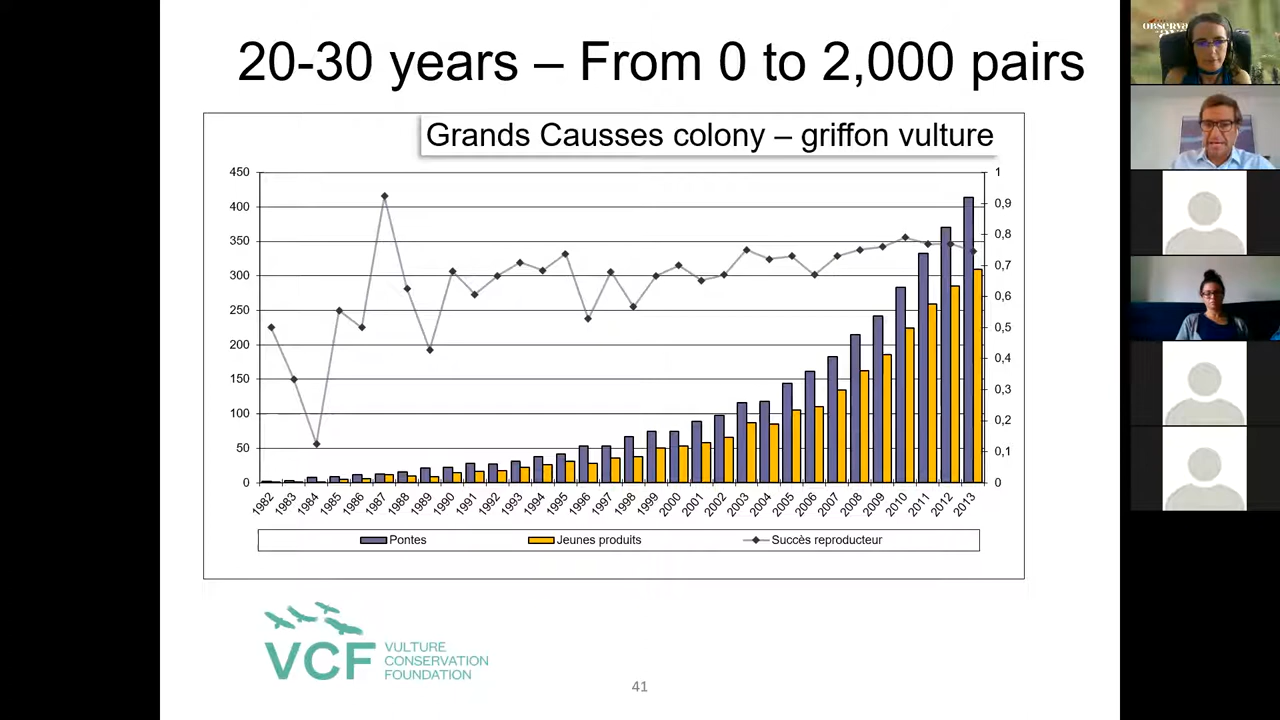 20-30 years – From 0 to 2,000 pairs
Grands Causses colony – griffon vulture
450
400
350
300
250
200
150
100
50
0
1
0,9
0,8
0,7
0,6
0,5
0,4
0,3
0,2
0,1
0
1982 1983 1984 1985 1986 1987 1988 1989 1990 1991 1992 1993 1994 1995 1996 1997 1998 1999 2000 2001 2002 2003 2004 2005 2006 2007 2008 2009 2010 2011 2012 2013
Pontes Jeunes produits Succès reproducteur
VCF
VULTURE
CONSERVATION
FOUNDATION
41